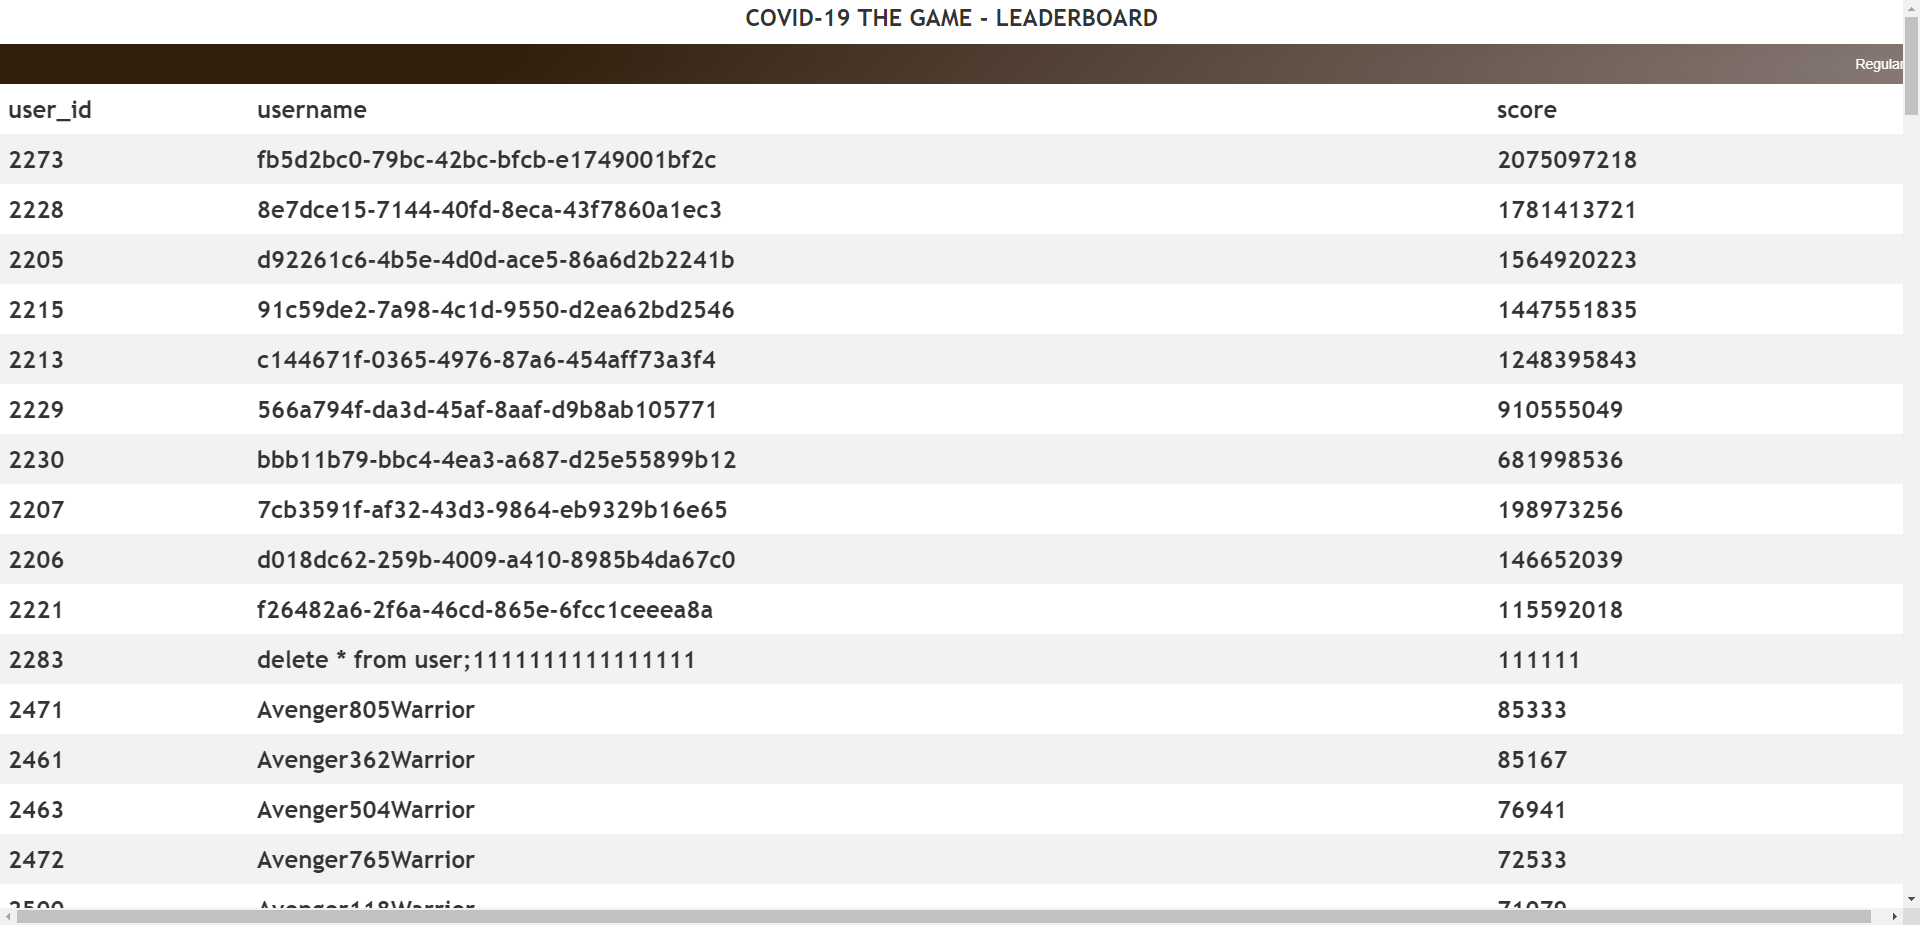 COVID-19 THE GAME - LEADERBOARD
Regular
user_id username score
2273 fb5d2bc0-79bc-42bc-bfcb-e1749001bf2c 2075097218
2228 8e7dce15-7144-40fd-8eca-43f7860a1ec3 1781413721
2205 d92261c6-4b5e-4d0d-ace5-86a6d2b2241b 1564920223
2215 91c59de2-7a98-4c1d-9550-d2ea62bd2546 1447551835
2213 c144671f-0365-4976-87a6-454aff73a3f4 1248395843
2229 566a794f-da3d-45af-8aaf-d9b8ab105771 910555049
2230 bbb11b79-bbc4-4ea3-a687-d25e55899b12 681998536
2207 7cb3591f-af32-43d3-9864-eb9329b16e65 198973256
2206 d018dc62-259b-4009-a410-8985b4da67c0 146652039
2221 f26482a6-2f6a-46cd-865e-6fcc1ceeea8a 115592018
2283 delete * from user;1111111111111111 111111
2471 Avenger805Warrior 85333
2461 Avenger362Warrior 85167
2463 Avenger504Warrior 76941
2472 Avenger765Warrior 72533